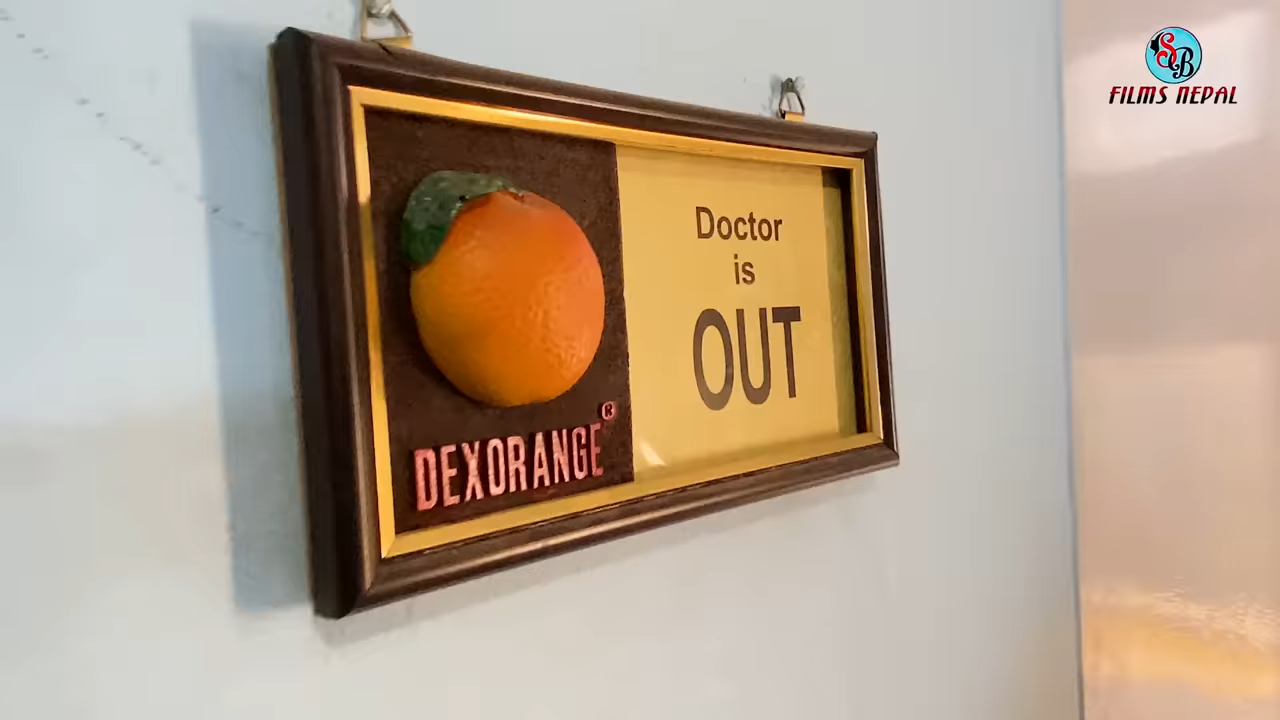 SB
FILMS NEPAL
Doctor
is
OUT
DEXORANGE®